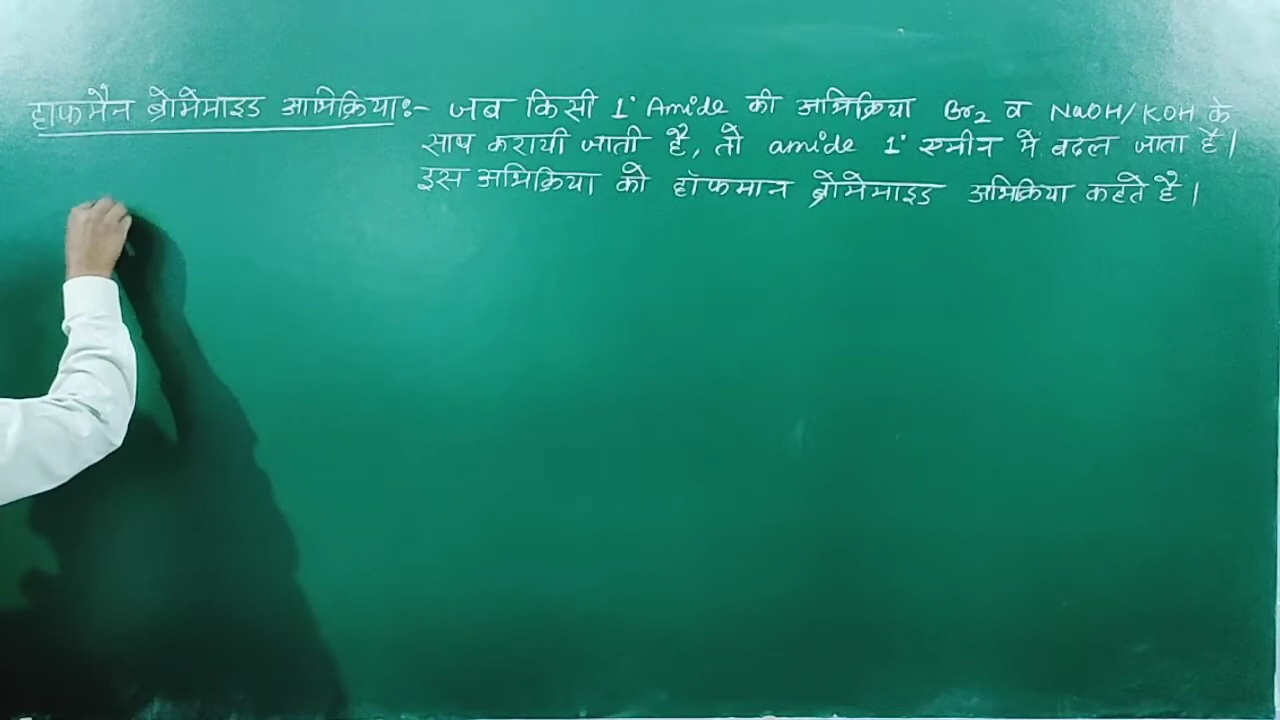 हाफमैन ब्रोमेमाइड अभिक्रिया:- जब किसी 1° Amide की अभिक्रिया Br₂ व NaOH/KOH के
साथ करायी जाती है, तो amide 1° एमीन में बदल जाता है।
इस अभिक्रिया को हॉफमान ब्रोमेमाइड अभिक्रिया कहते है।